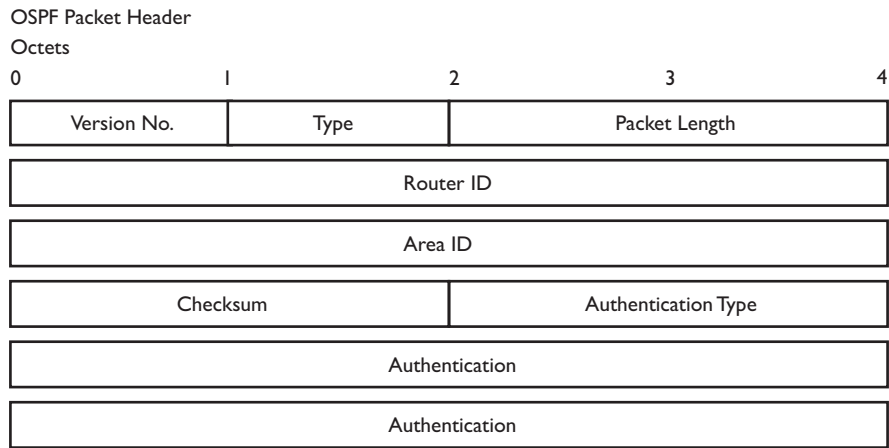 OSPF Packet Header
Octets
0 1 2 3 4
Version No. Type Packet Length
Router ID
Area ID
Checksum Authentication Type
Authentication
Authentication